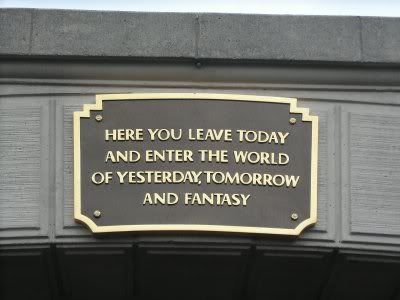 HERE YOU LEAVE TODAY
AND ENTER THE WORLD
OF YESTERDAY, TOMORROW
AND FANTASY